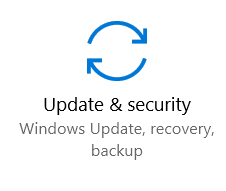 Update & security
Windows Update, recovery,
backup